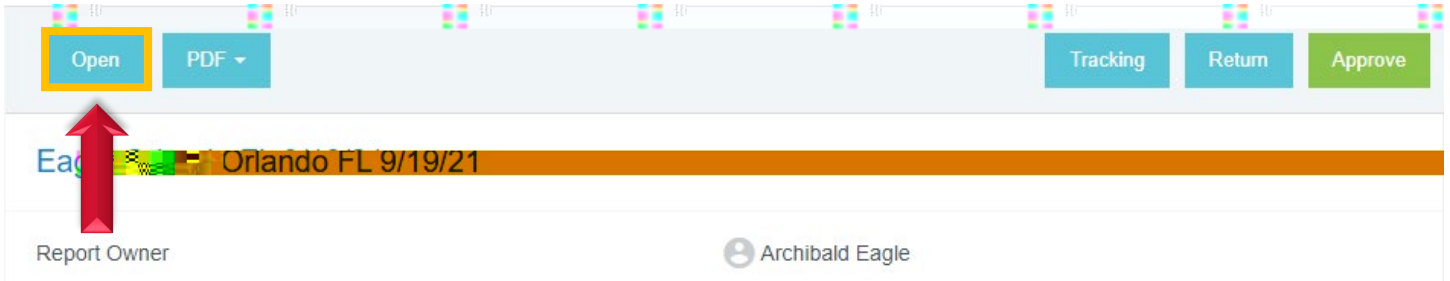 Open PDF Tracking Return Approve
Orlando FL 9/19/21
Report Owner Archibald Eagle